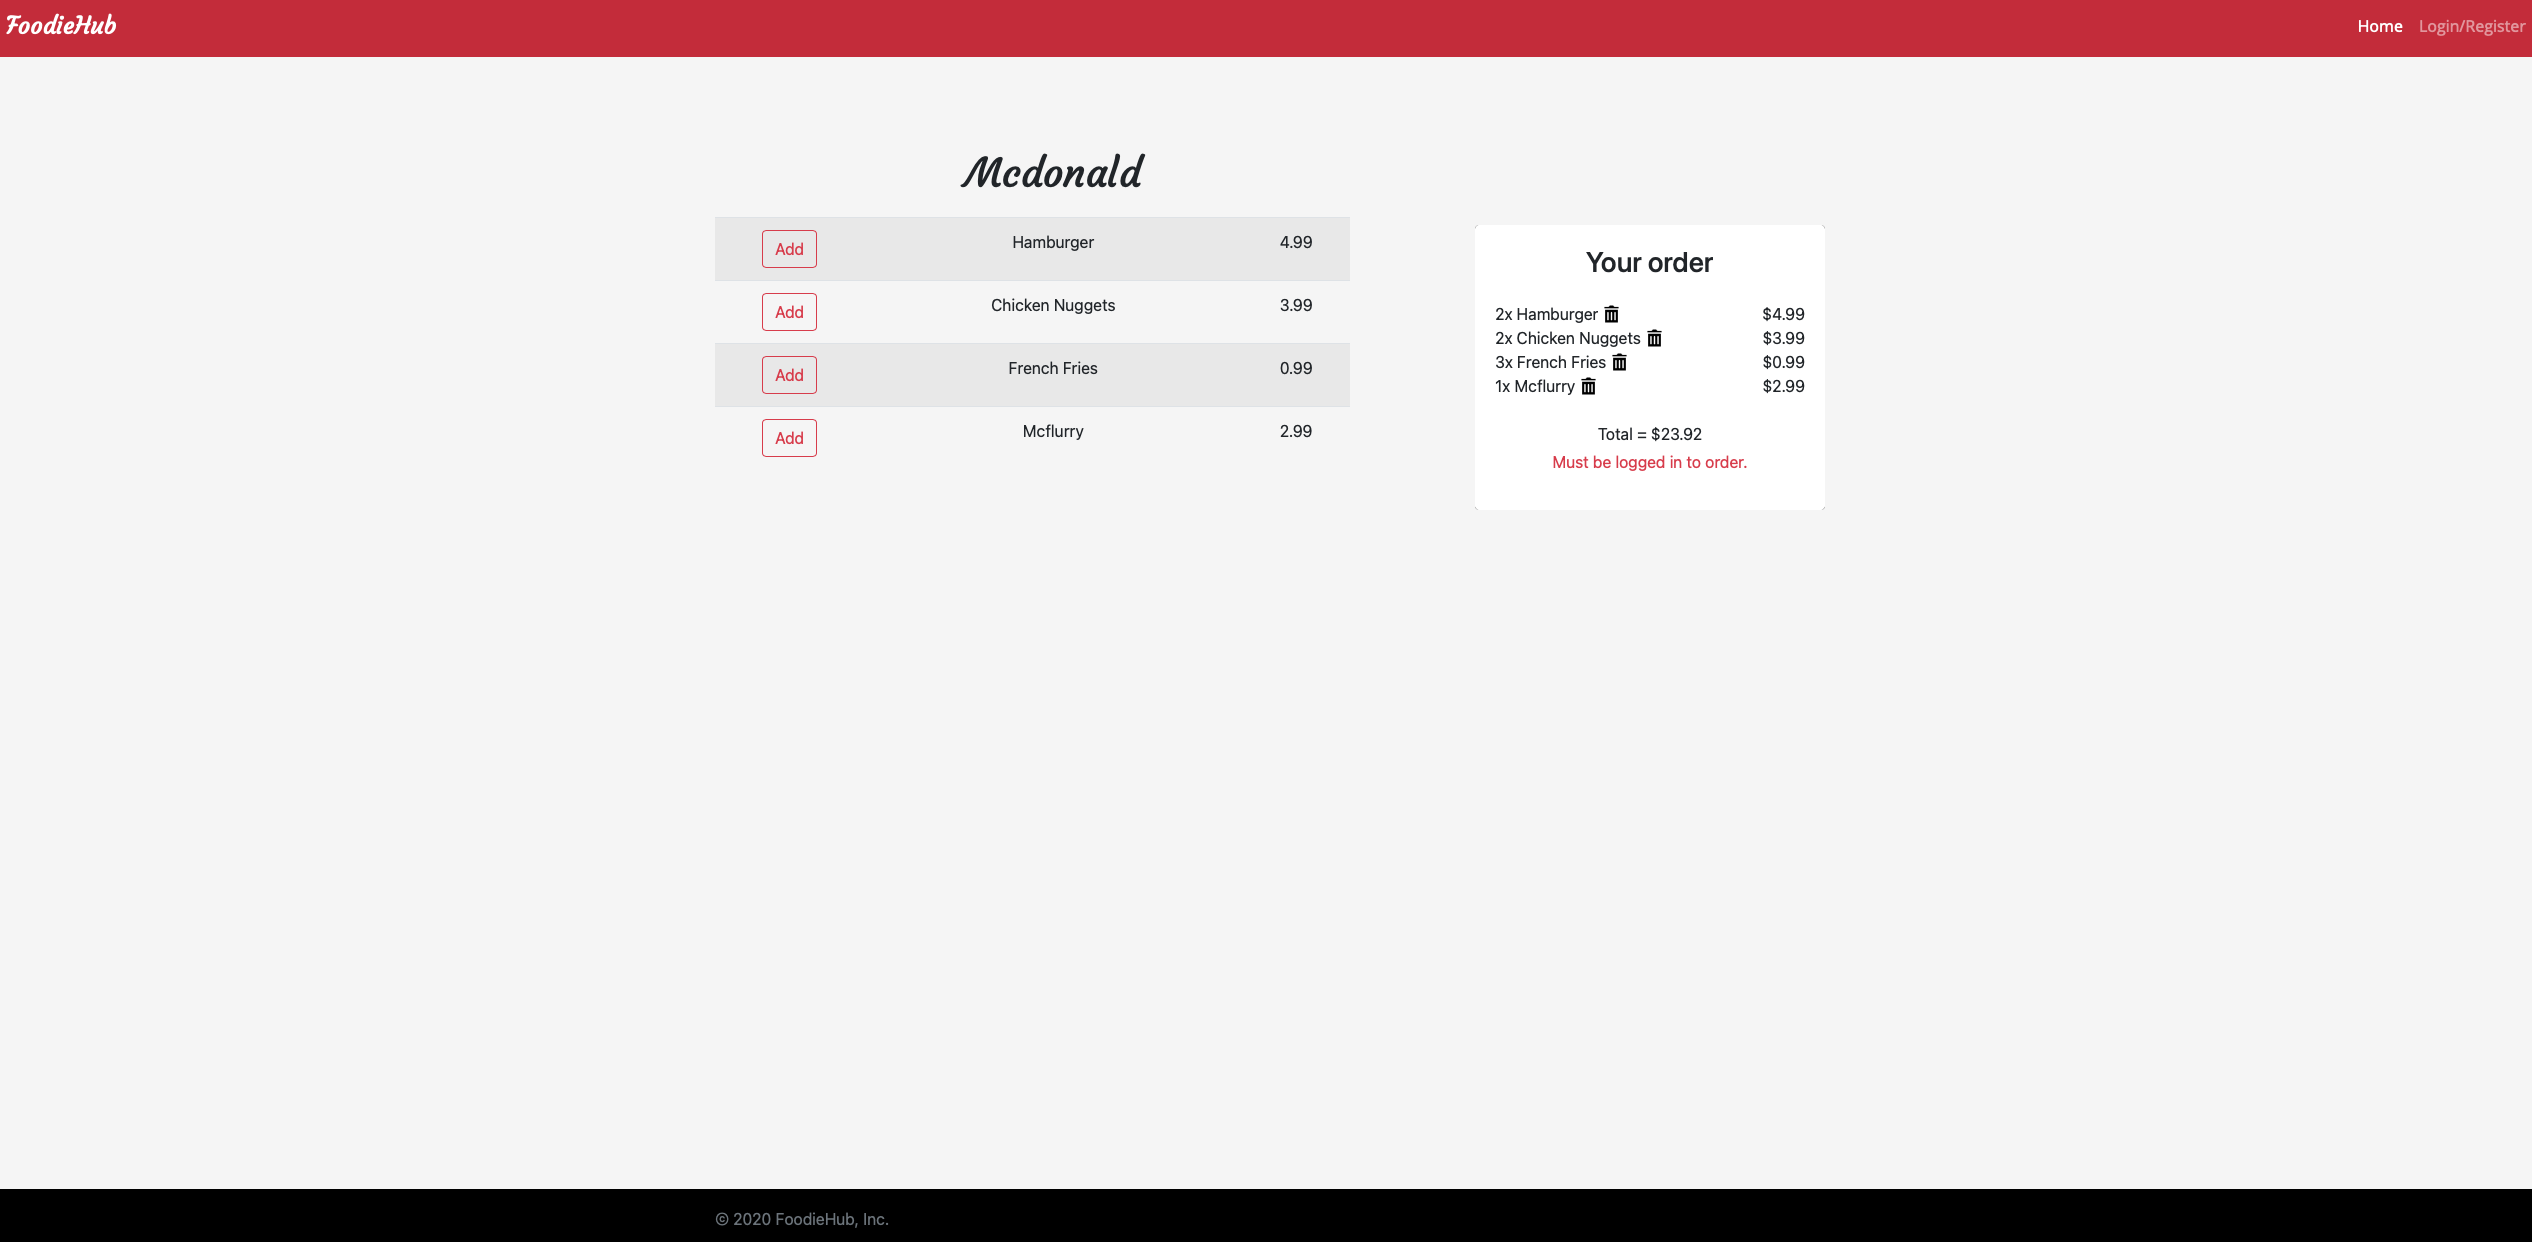 FoodieHub
Home Login/Register
Mcdonald
Add Hamburger 4.99
Add Chicken Nuggets 3.99
Add French Fries 0.99
Add Mcflurry 2.99
Your order
2x Hamburger $4.99
2x Chicken Nuggets $3.99
3x French Fries $0.99
1x Mcflurry $2.99
Total = $23.92
Must be logged in to order.
© 2020 FoodieHub, Inc.